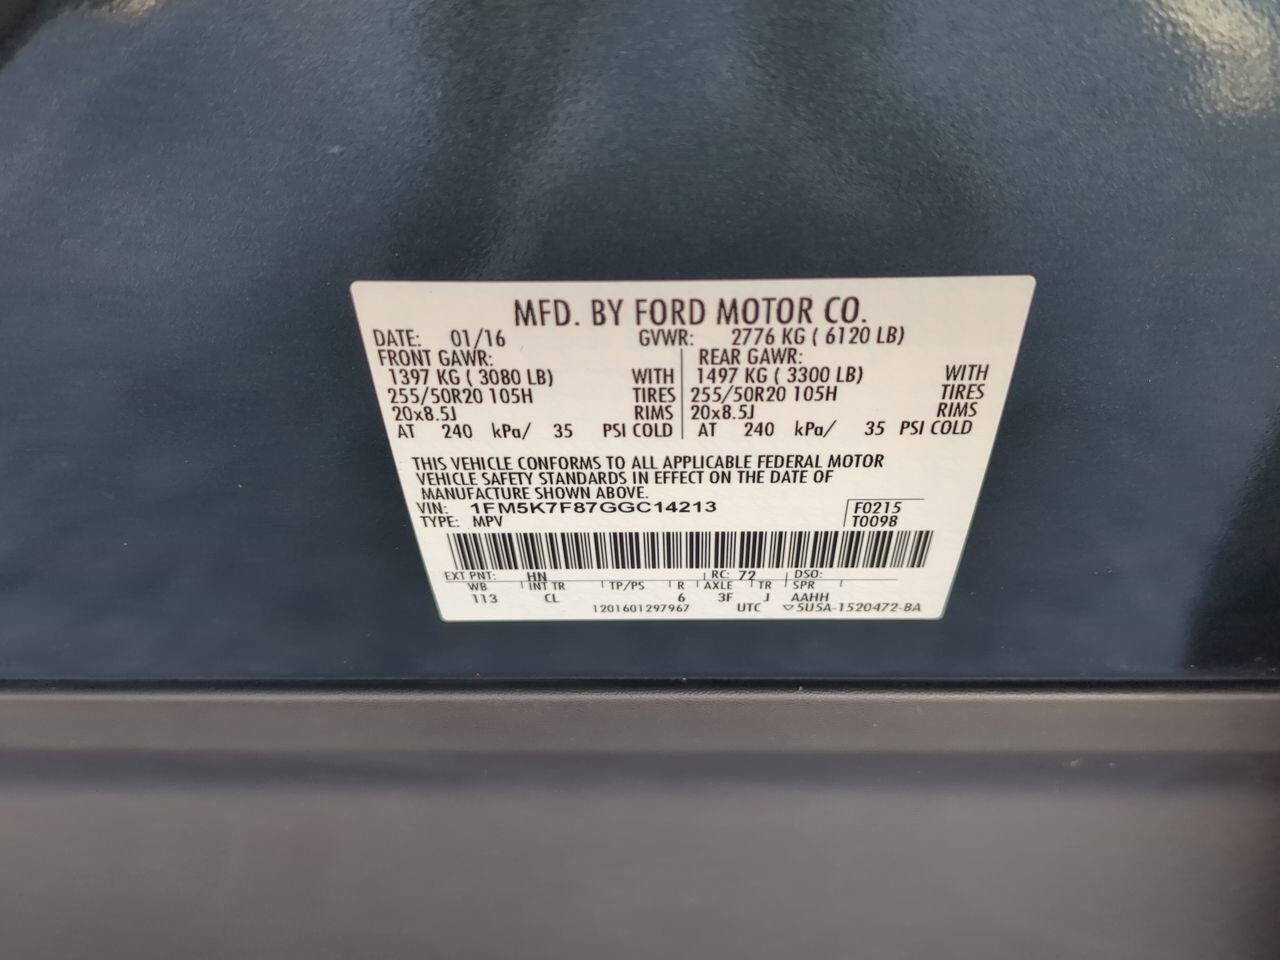 MFD. BY FORD MOTOR CO.
DATE: 01/16 GVWR: 2776 KG ( 6120 LB)
FRONT GAWR: REAR GAWR:
1397 KG ( 3080 LB) WITH 1497 KG ( 3300 LB) WITH
255/50R20 105H TIRES 255/50R20 105H TIRES
20x8.5J RIMS 20x8.5J RIMS
AT 240 kPa/ 35 PSI COLD AT 240 kPa/ 35 PSI COLD
THIS VEHICLE CONFORMS TO ALL APPLICABLE FEDERAL MOTOR
VEHICLE SAFETY STANDARDS IN EFFECT ON THE DATE OF
MANUFACTURE SHOWN ABOVE.
VIN: 1FM5K7F87GGC14213 F0215
TYPE: MPV T0098
EXT PNT: HN RC: 72 DSO:
WB INT TR TP/PS R AXLE TR SPR
113 CL 6 3F J AAHH
1201601297967 UTC ▽5U5A-1520472-BA